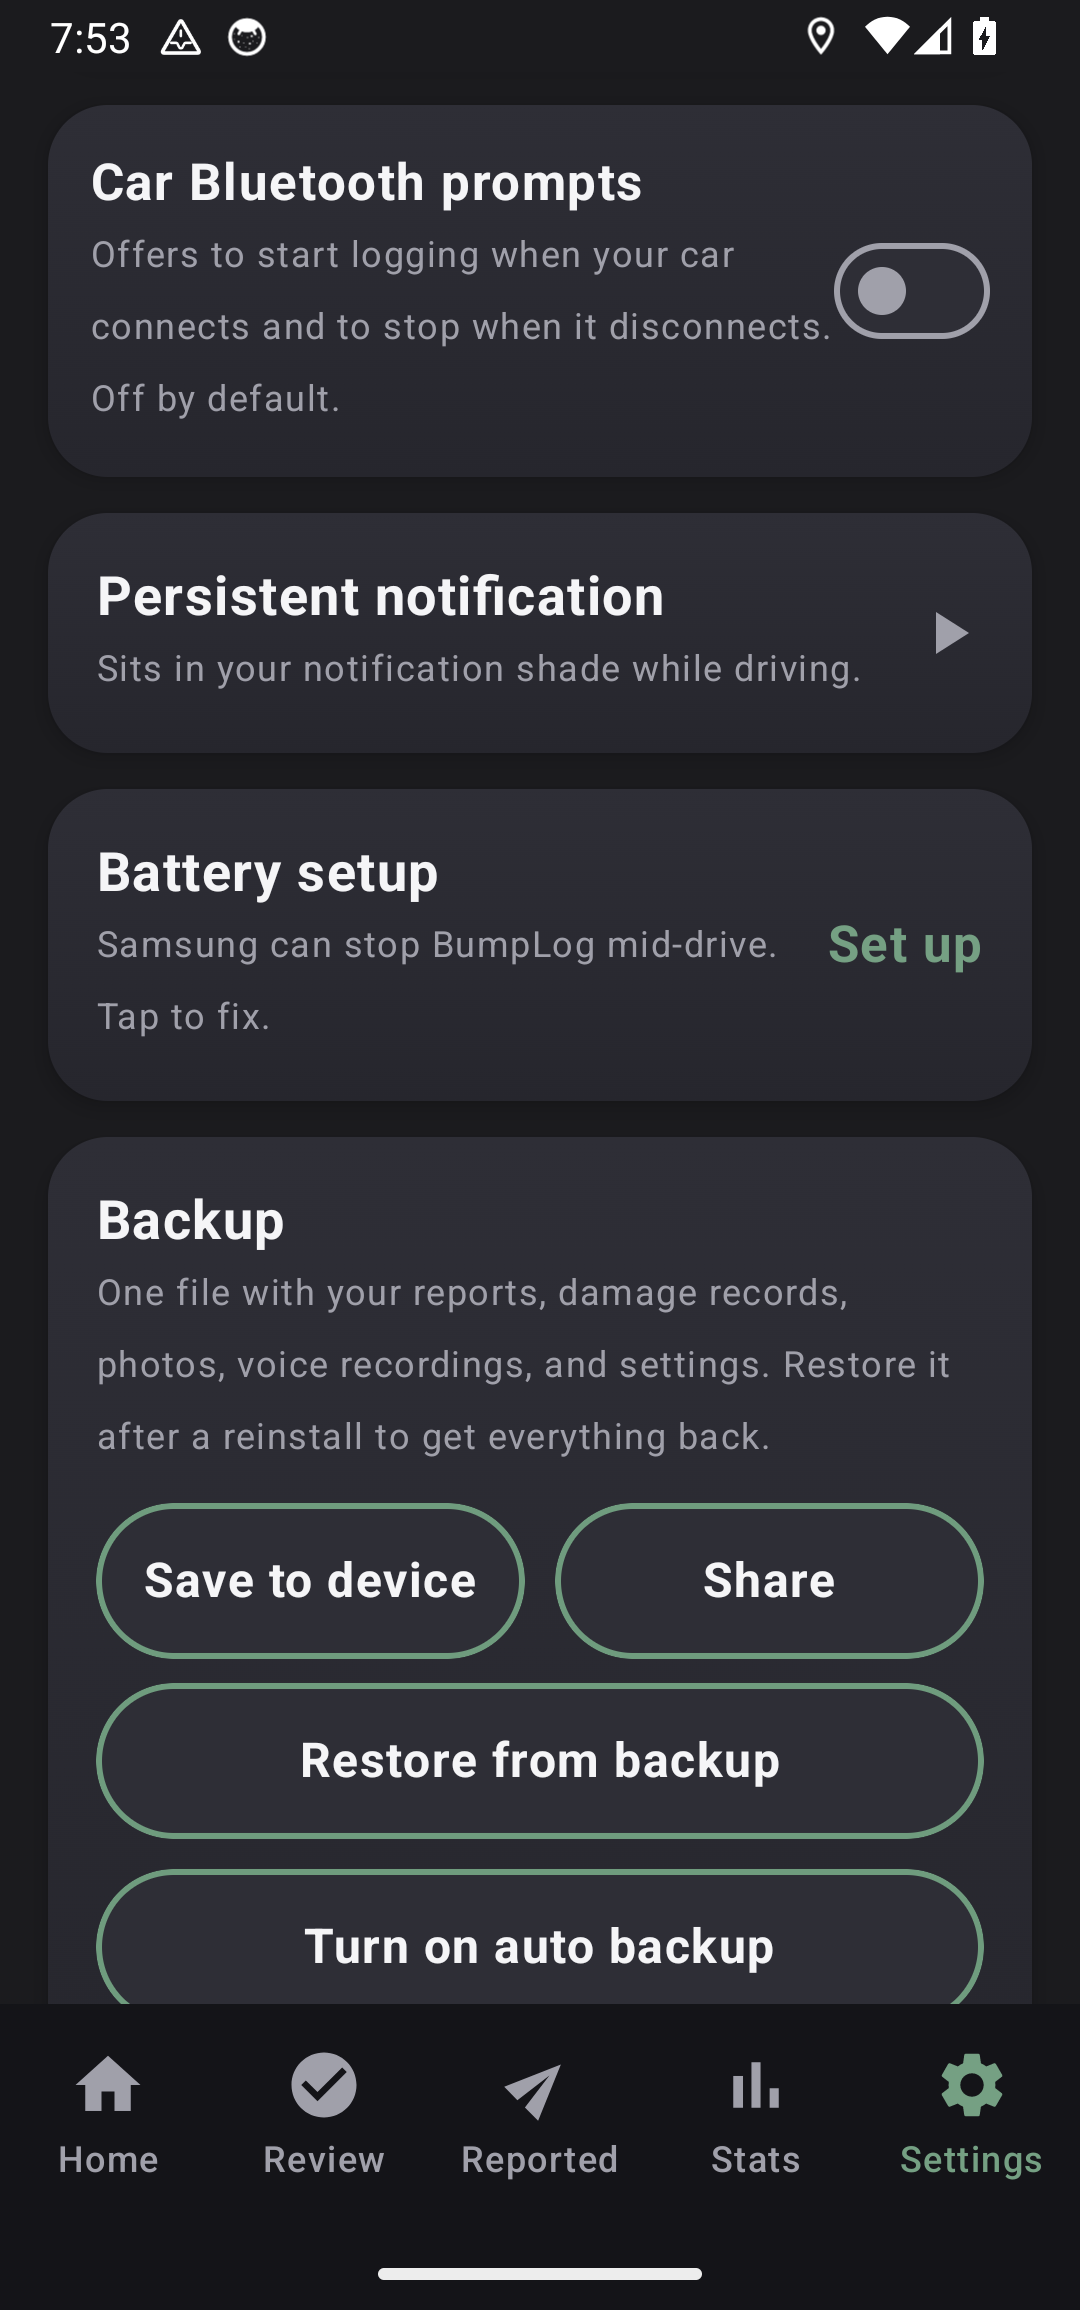 7:53
Car Bluetooth prompts
Offers to start logging when your car
connects and to stop when it disconnects.
Off by default.
Persistent notification
Sits in your notification shade while driving.
Battery setup
Samsung can stop BumpLog mid-drive.
Tap to fix.
Set up
Backup
One file with your reports, damage records,
photos, voice recordings, and settings. Restore it
after a reinstall to get everything back.
Save to device
Share
Restore from backup
Turn on auto backup
Home
Review
Reported
Stats
Settings